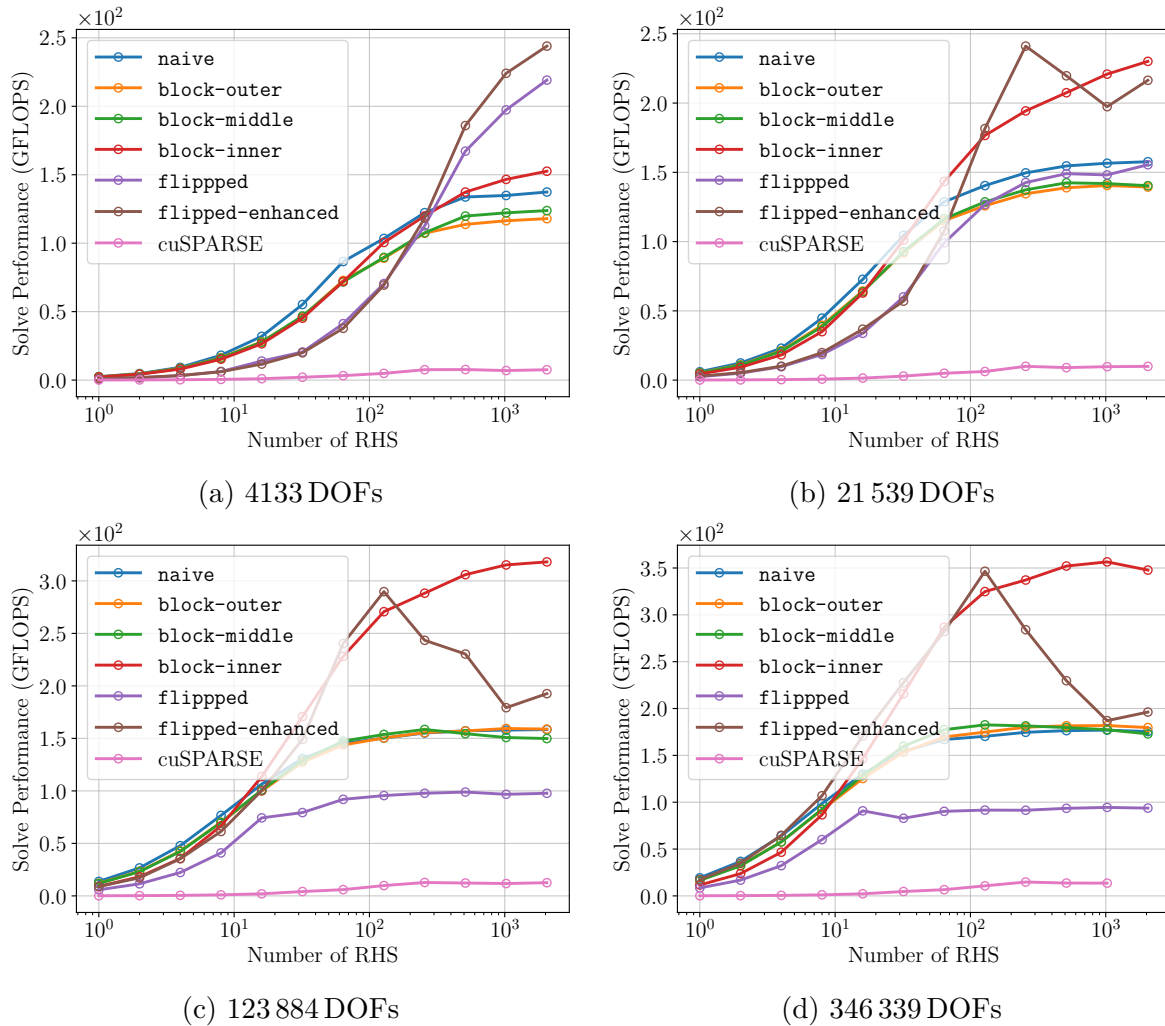 ×10²
2.5
2.0
1.5
1.0
0.5
0.0
Solve Performance (GFLOPS)
naive
block-outer
block-middle
block-inner
flippped
flipped-enhanced
cuSPARSE
10⁰ 10¹ 10² 10³
Number of RHS
(a) 4133 DOFs
×10²
2.5
2.0
1.5
1.0
0.5
0.0
Solve Performance (GFLOPS)
naive
block-outer
block-middle
block-inner
flippped
flipped-enhanced
cuSPARSE
10⁰ 10¹ 10² 10³
Number of RHS
(b) 21 539 DOFs
×10²
3.0
2.5
2.0
1.5
1.0
0.5
0.0
Solve Performance (GFLOPS)
naive
block-outer
block-middle
block-inner
flippped
flipped-enhanced
cuSPARSE
10⁰ 10¹ 10² 10³
Number of RHS
(c) 123 884 DOFs
×10²
3.5
3.0
2.5
2.0
1.5
1.0
0.5
0.0
Solve Performance (GFLOPS)
naive
block-outer
block-middle
block-inner
flippped
flipped-enhanced
cuSPARSE
10⁰ 10¹ 10² 10³
Number of RHS
(d) 346 339 DOFs